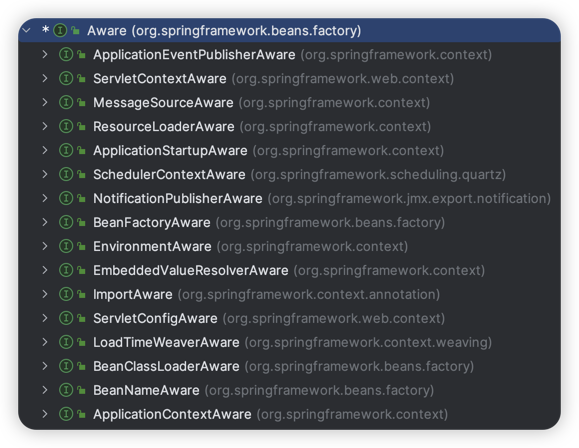 * I Aware (org.springframework.beans.factory)
I ApplicationEventPublisherAware (org.springframework.context)
I ServletContextAware (org.springframework.web.context)
I MessageSourceAware (org.springframework.context)
I ResourceLoaderAware (org.springframework.context)
I ApplicationStartupAware (org.springframework.context)
I SchedulerContextAware (org.springframework.scheduling.quartz)
I NotificationPublisherAware (org.springframework.jmx.export.notification)
I BeanFactoryAware (org.springframework.beans.factory)
I EnvironmentAware (org.springframework.context)
I EmbeddedValueResolverAware (org.springframework.context)
I ImportAware (org.springframework.context.annotation)
I ServletConfigAware (org.springframework.web.context)
I LoadTimeWeaverAware (org.springframework.context.weaving)
I BeanClassLoaderAware (org.springframework.beans.factory)
I BeanNameAware (org.springframework.beans.factory)
I ApplicationContextAware (org.springframework.context)